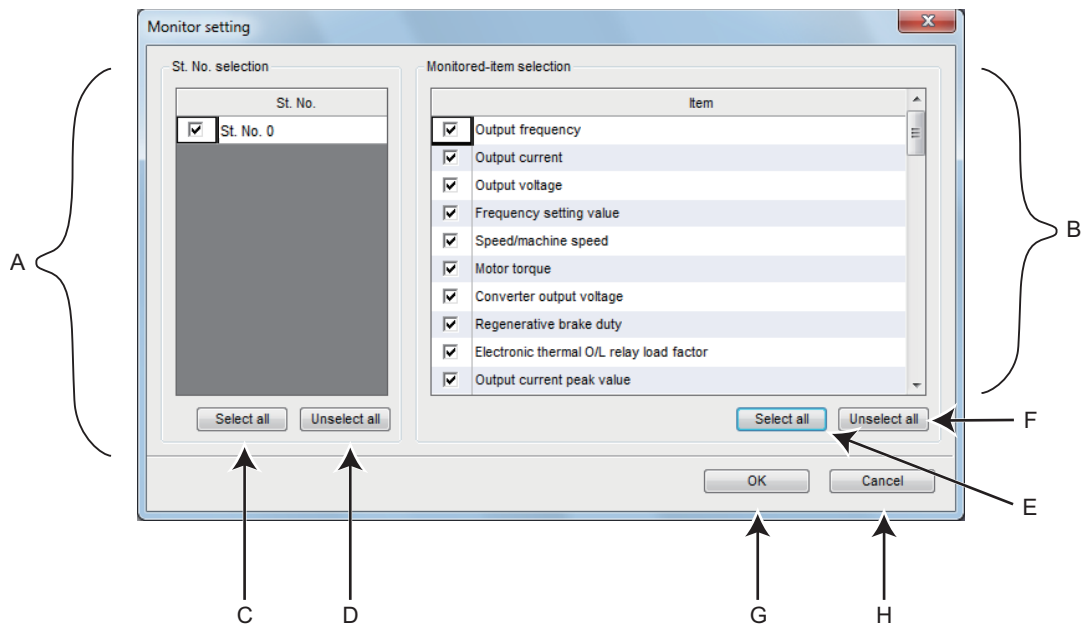 Monitor setting
x
St. No. selection
Monitored-item selection
St. No.
Item
St. No. 0
Output frequency
Output current
Output voltage
Frequency setting value
Speed/machine speed
Motor torque
Converter output voltage
Regenerative brake duty
Electronic thermal O/L relay load factor
Output current peak value
Select all
Unselect all
Select all
Unselect all
OK
Cancel
A
B
C
D
E
F
G
H